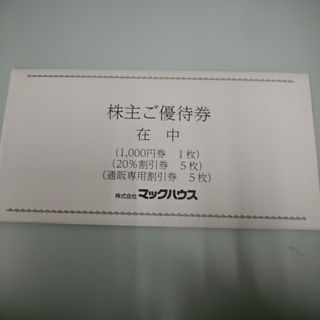 株主ご優待券
在　中
（1,000円券　１枚）
（20％割引券　５枚）
（通販専用割引券　５枚）
株式会社 マックハウス